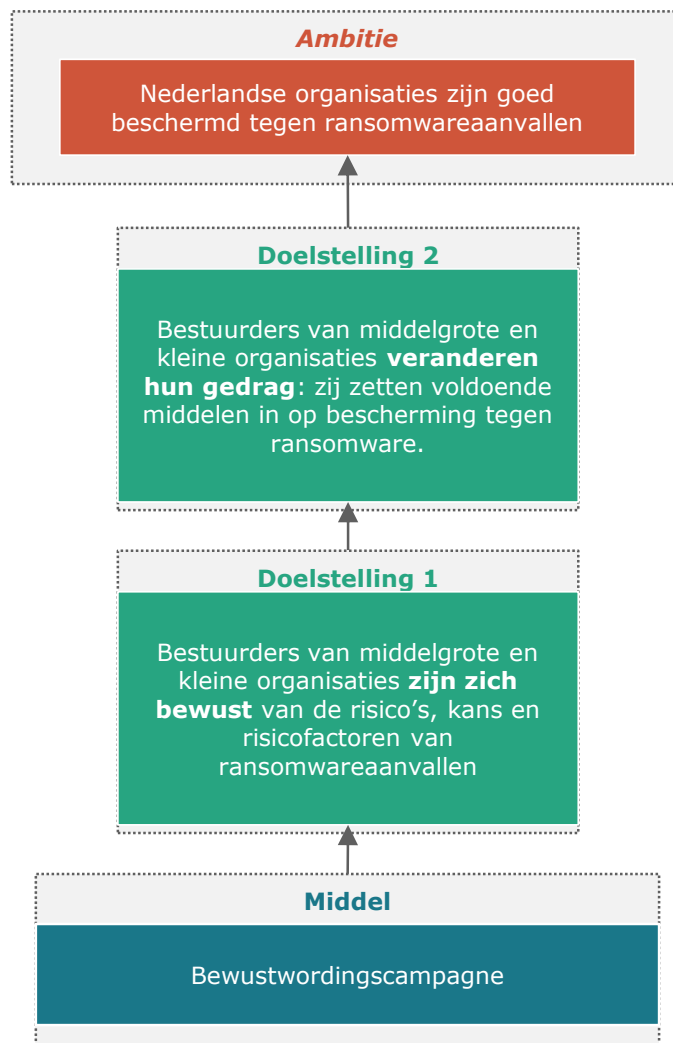 Ambitie
Nederlandse organisaties zijn goed
beschermd tegen ransomwareaanvallen
Doelstelling 2
Bestuurders van middelgrote en
kleine organisaties veranderen
hun gedrag: zij zetten voldoende
middelen in op bescherming tegen
ransomware.
Doelstelling 1
Bestuurders van middelgrote en
kleine organisaties zijn zich
bewust van de risico’s, kans en
risicofactoren van
ransomwareaanvallen
Middel
Bewustwordingscampagne